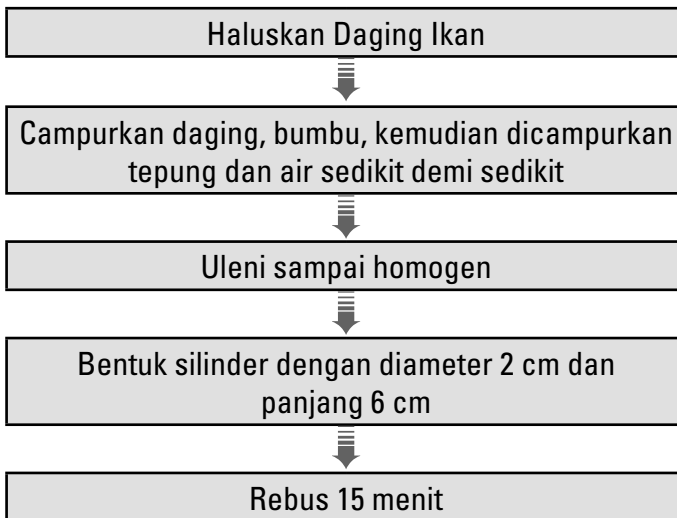 Haluskan Daging Ikan
Campurkan daging, bumbu, kemudian dicampurkan
tepung dan air sedikit demi sedikit
Uleni sampai homogen
Bentuk silinder dengan diameter 2 cm dan
panjang 6 cm
Rebus 15 menit